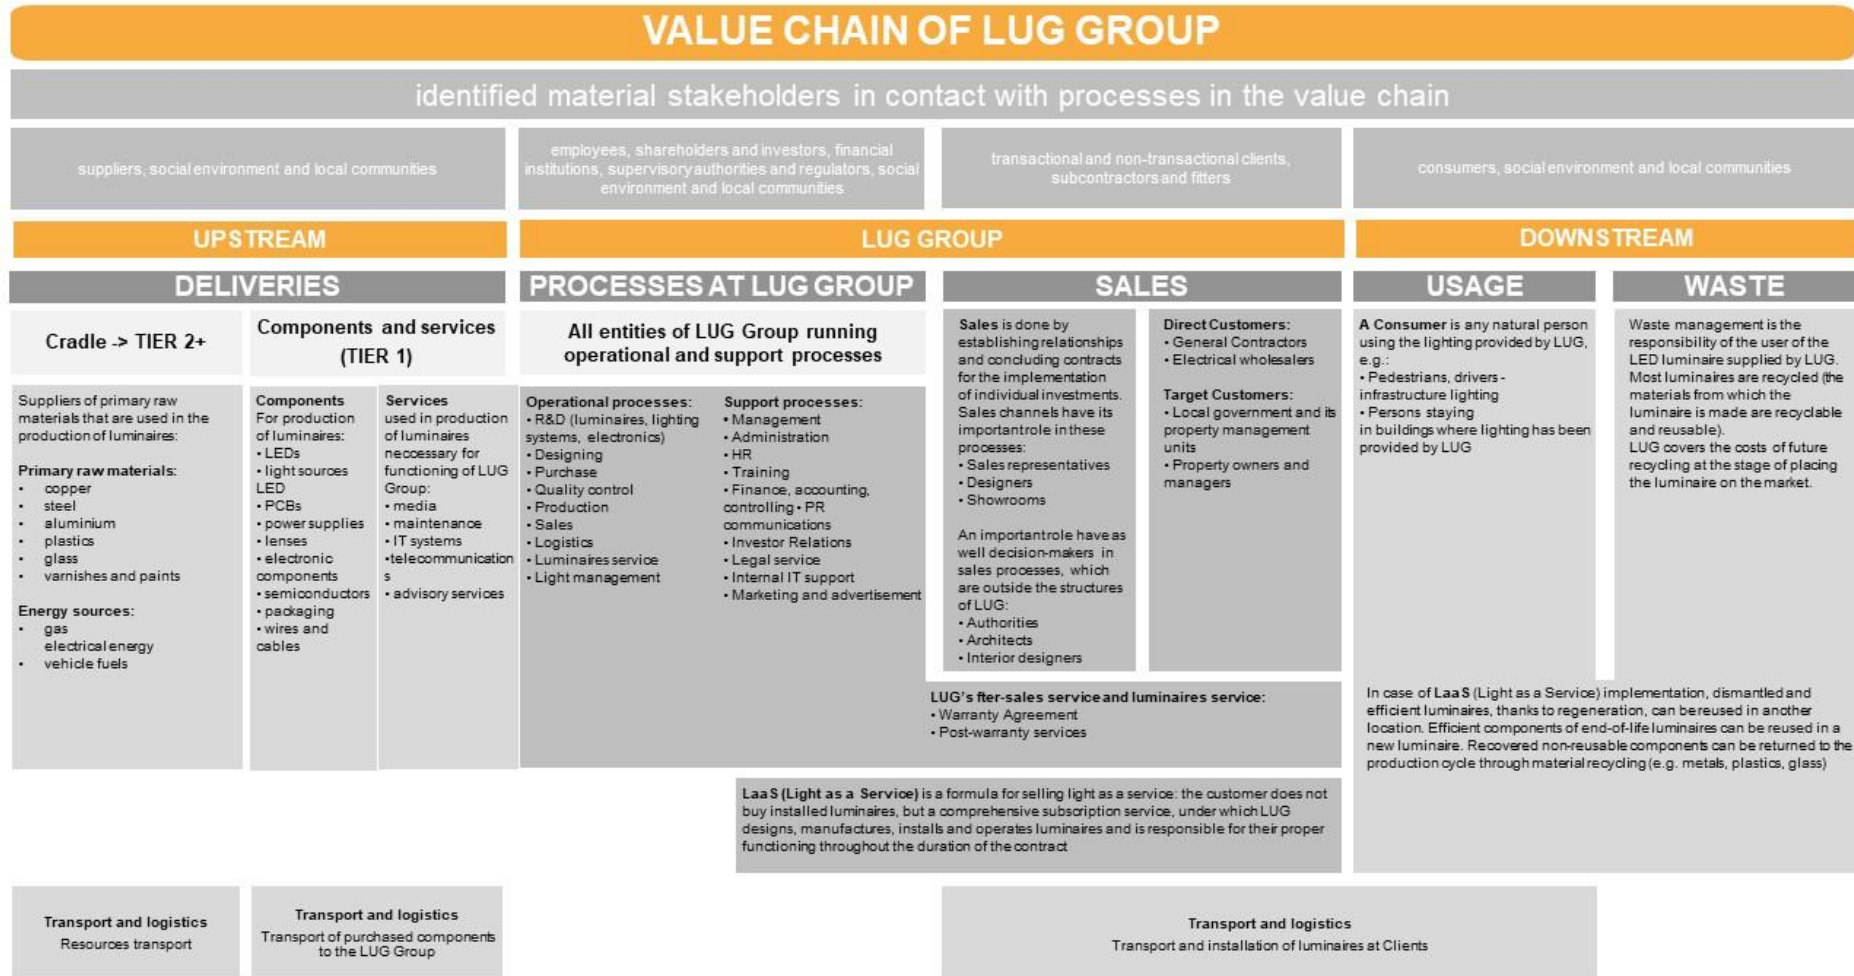 VALUE CHAIN OF LUG GROUP
identified material stakeholders in contact with processes in the value chain
suppliers, social environment and local communities
employees, shareholders and investors, financial
institutions, supervisory authorities and regulators, social
environment and local communities
transactional and non-transactional clients,
subcontractors and fitters
consumers, social environment and local communities
UPSTREAM
LUG GROUP
DOWNSTREAM
DELIVERIES
PROCESSES AT LUG GROUP
SALES
USAGE
WASTE
Cradle -> TIER 2+
Components and services
(TIER 1)
All entities of LUG Group running
operational and support processes
Suppliers of primary raw
materials that are used in the
production of luminaires:
Primary raw materials:
• copper
• steel
• aluminium
• plastics
• glass
• varnishes and paints
Energy sources:
• gas
electrical energy
• vehicle fuels
Components
For production
of luminaires:
• LEDs
• light sources
LED
• PCBs
• power supplies
• lenses
• electronic
components
• semiconductors
• packaging
• wires and
cables
Services
used in production
of luminaires
neccessary for
functioning of LUG
Group:
• media
• maintenance
• IT systems
•telecommunication
s
• advisory services
Operational processes:
• R&D (luminaires, lighting
systems, electronics)
• Designing
• Purchase
• Quality control
• Production
• Sales
• Logistics
• Luminaires service
• Light management
Support processes:
• Management
• Administration
• HR
• Training
• Finance, accounting,
controlling • PR
communications
• Investor Relations
• Legal service
• Internal IT support
• Marketing and advertisement
Sales is done by
establishing relationships
and concluding contracts
for the implementation
of individual investments.
Sales channels have its
important role in these
processes:
• Sales representatives
• Designers
• Showrooms
An important role have as
well decision-makers in
sales processes, which
are outside the structures
of LUG:
• Authorities
• Architects
• Interior designers
Direct Customers:
• General Contractors
• Electrical wholesalers
Target Customers:
• Local government and its
property management
units
• Property owners and
managers
A Consumer is any natural person
using the lighting provided by LUG,
e.g.:
• Pedestrians, drivers -
infrastructure lighting
• Persons staying
in buildings where lighting has been
provided by LUG
Waste management is the
responsibility of the user of the
LED luminaire supplied by LUG.
Most luminaires are recycled (the
materials from which the
luminaire is made are recyclable
and reusable).
LUG covers the costs of future
recycling at the stage of placing
the luminaire on the market.
LUG's fter-sales service and luminaires service:
• Warranty Agreement
• Post-warranty services
In case of LaaS (Light as a Service) implementation, dismantled and
efficient luminaires, thanks to regeneration, can be reused in another
location. Efficient components of end-of-life luminaires can be reused in a
new luminaire. Recovered non-reusable components can be returned to the
production cycle through material recycling (e.g. metals, plastics, glass)
LaaS (Light as a Service) is a formula for selling light as a service: the customer does not
buy installed luminaires, but a comprehensive subscription service, under which LUG
designs, manufactures, installs and operates luminaires and is responsible for their proper
functioning throughout the duration of the contract
Transport and logistics
Resources transport
Transport and logistics
Transport of purchased components
to the LUG Group
Transport and logistics
Transport and installation of luminaires at Clients